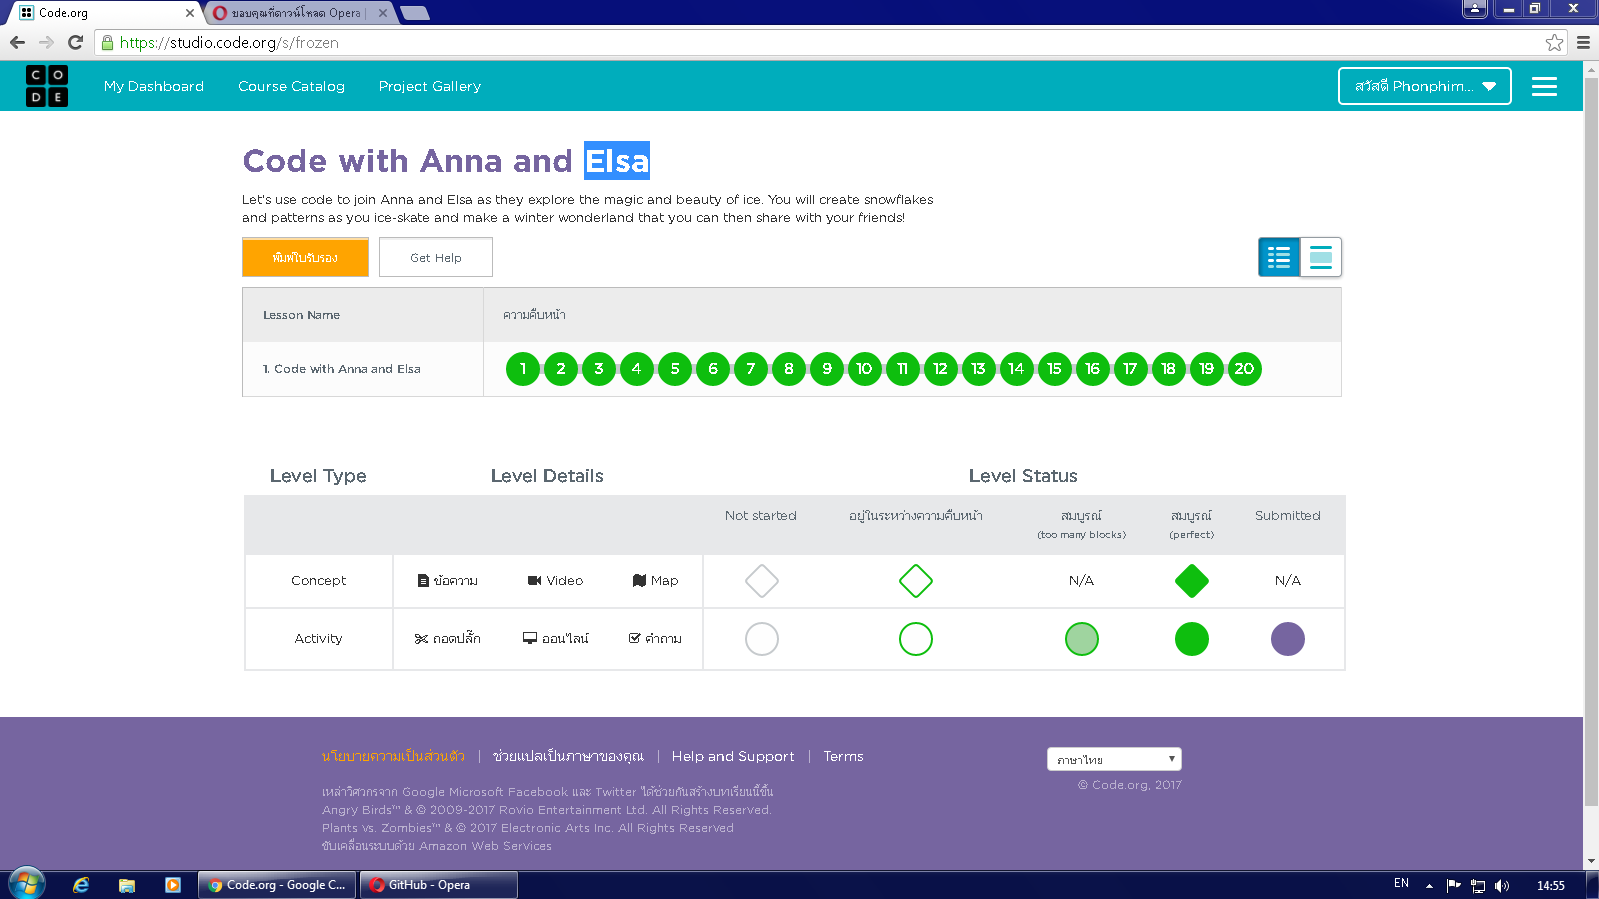 Code.org
ขอบคุณที่ดาวน์โหลด Opera |
https://studio.code.org/s/frozen
C O
D E
My Dashboard
Course Catalog
Project Gallery
สวัสดี Phonphim...
Code with Anna and Elsa
Let's use code to join Anna and Elsa as they explore the magic and beauty of ice. You will create snowflakes
and patterns as you ice-skate and make a winter wonderland that you can then share with your friends!
พิมพ์ใบรับรอง
Get Help
Lesson Name
ความคืบหน้า
1. Code with Anna and Elsa
1 2 3 4 5 6 7 8 9 10 11 12 13 14 15 16 17 18 19 20
Level Type
Level Details
Level Status
Not started
อยู่ในระหว่างความคืบหน้า
สมบูรณ์
(too many blocks)
สมบูรณ์
(perfect)
Submitted
Concept
ข้อความ
Video
Map
N/A
N/A
Activity
ถอดปลั๊ก
ออนไลน์
คำถาม
นโยบายความเป็นส่วนตัว | ช่วยแปลเป็นภาษาของคุณ | Help and Support | Terms
ภาษาไทย
© Code.org, 2017
เหล่าวิศวกรจาก Google Microsoft Facebook และ Twitter ได้ช่วยกันสร้างบทเรียนนี้ขึ้น
Angry Birds™ & © 2009-2017 Rovio Entertainment Ltd. All Rights Reserved.
Plants vs. Zombies™ & © 2017 Electronic Arts Inc. All Rights Reserved
ขับเคลื่อนระบบด้วย Amazon Web Services
Code.org - Google C...
GitHub - Opera
EN
14:55